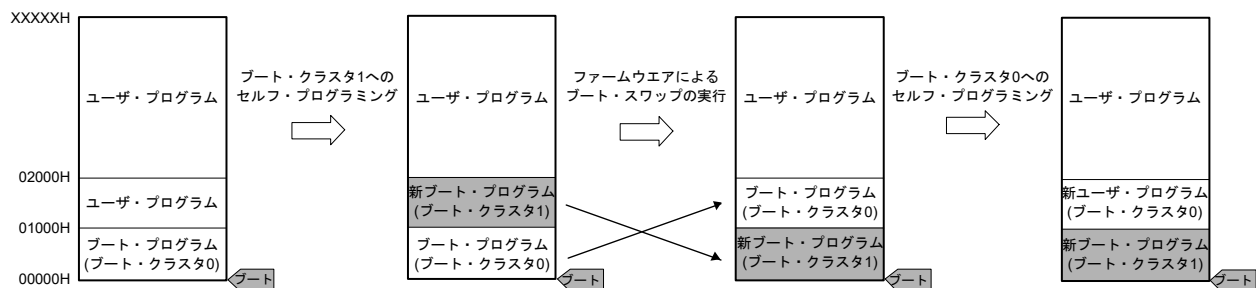 XXXXXH
ユーザ・プログラム
02000H
ユーザ・プログラム
01000H
ブート・プログラム
(ブート・クラスタ0)
00000H
ブート
ブート・クラスタ1への
セルフ・プログラミング
ユーザ・プログラム
新ブート・プログラム
(ブート・クラスタ1)
ブート・プログラム
(ブート・クラスタ0)
ブート
ファームウエアによる
ブート・スワップの実行
ユーザ・プログラム
ブート・プログラム
(ブート・クラスタ0)
新ブート・プログラム
(ブート・クラスタ1)
ブート
ブート・クラスタ0への
セルフ・プログラミング
ユーザ・プログラム
新ユーザ・プログラム
(ブート・クラスタ0)
新ブート・プログラム
(ブート・クラスタ1)
ブート